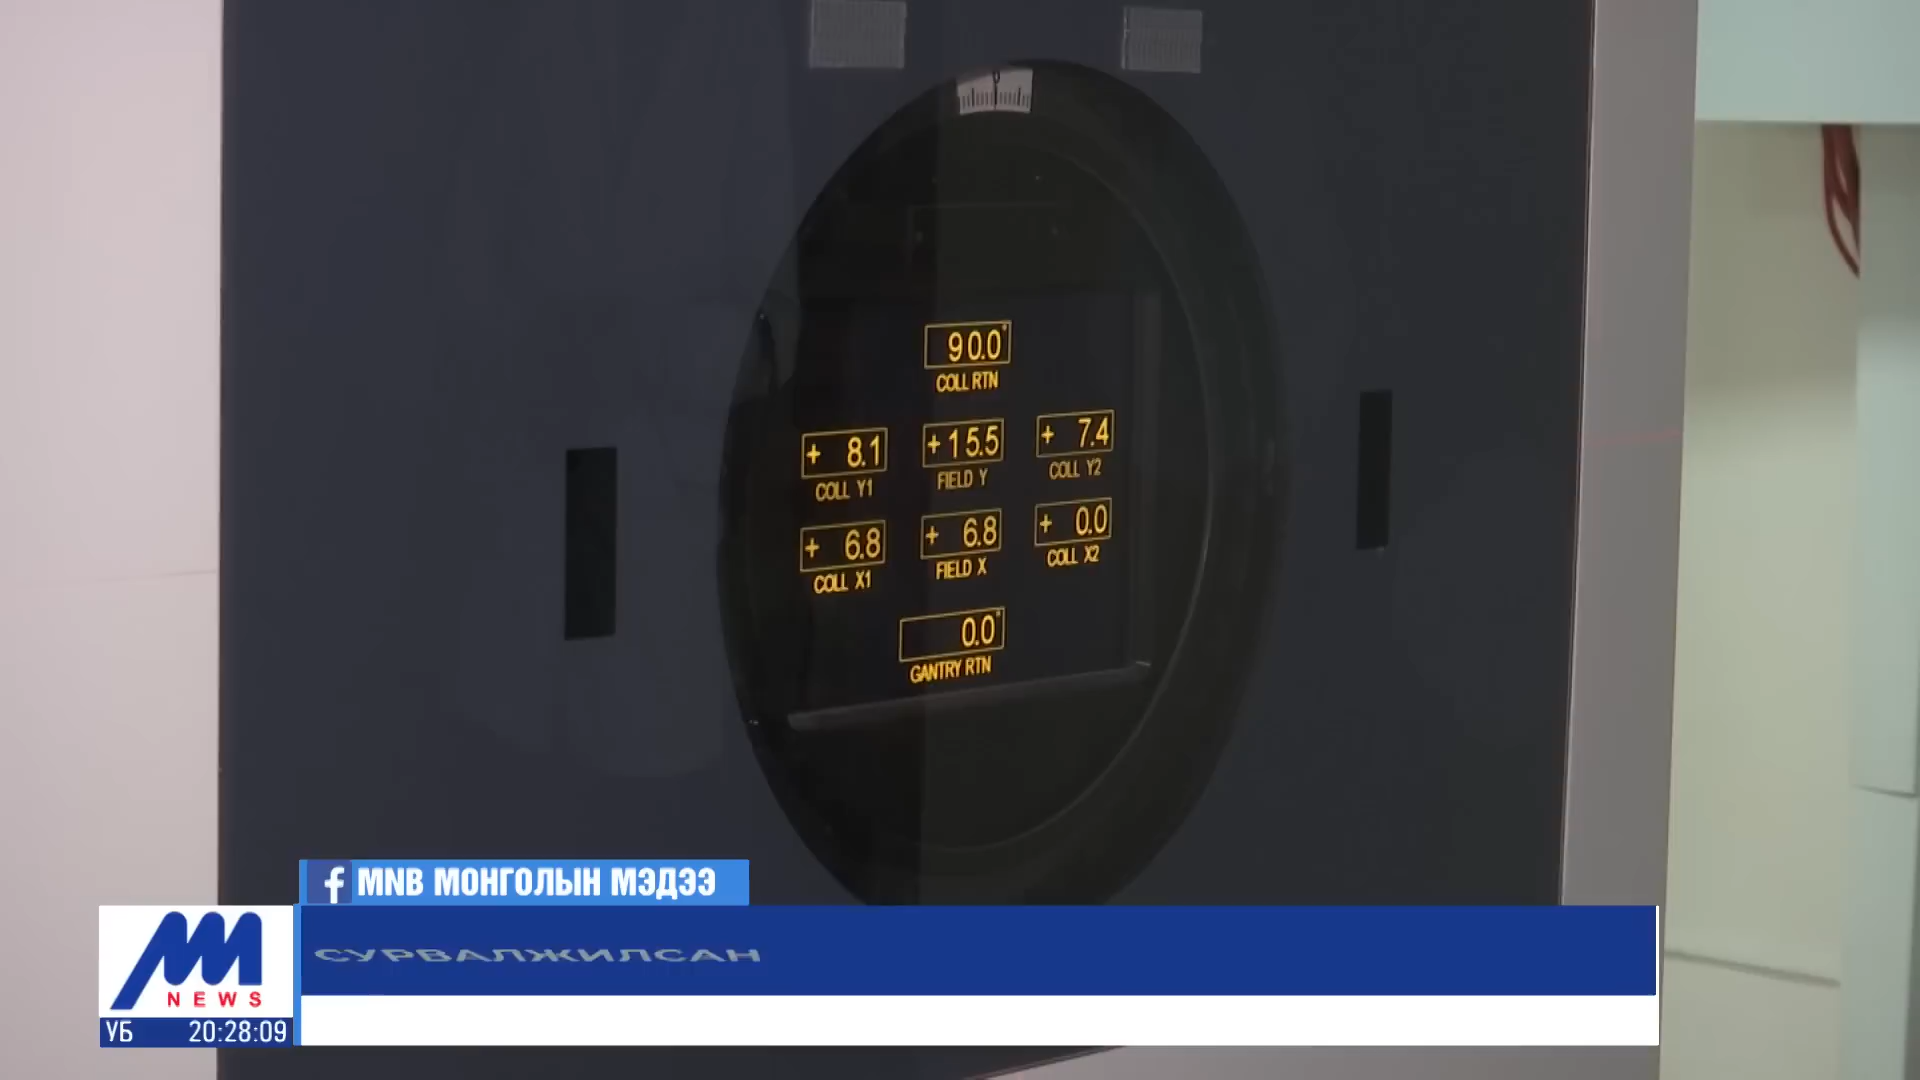 0
90.0°
COLL RTN
+ 8.1
+15.5
+ 7.4
COLL Y1
FIELD Y
COLL Y2
+ 6.8
+ 6.8
+ 0.0
COLL X1
FIELD X
COLL X2
0.0°
GANTRY RTN
f MNB МОНГОЛЫН МЭДЭЭ
СУРВАЛЖИЛСАН
NEWS
УБ 20:28:09